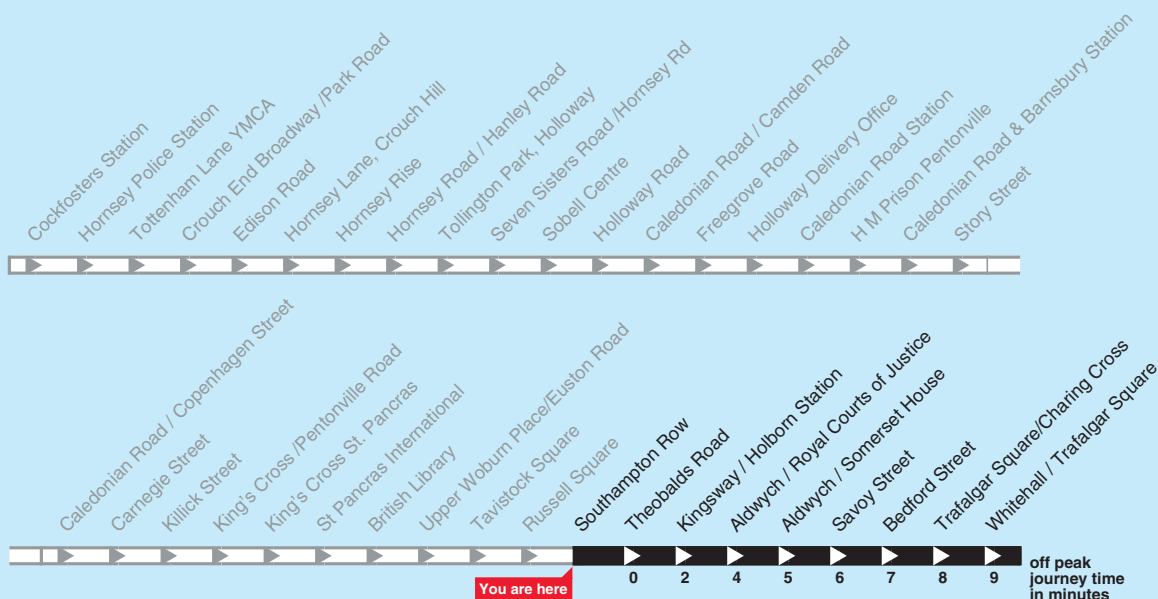 Cockfosters Station
Hornsey Police Station
Tottenham Lane YMCA
Crouch End Broadway /Park Road
Edison Road
Hornsey Lane, Crouch Hill
Hornsey Rise
Hornsey Road / Hanley Road
Tollington Park, Holloway
Seven Sisters Road /Hornsey Rd
Sobell Centre
Holloway Road
Caledonian Road / Camden Road
Freegrove Road
Holloway Delivery Office
Caledonian Road Station
H M Prison Pentonville
Caledonian Road & Barnsbury Station
Story Street
Caledonian Road / Copenhagen Street
Carnegie Street
Killick Street
King's Cross /Pentonville Road
King's Cross St. Pancras
St Pancras International
British Library
Upper Woburn Place/Euston Road
Tavistock Square
Russell Square
Southampton Row
Theobalds Road
Kingsway / Holborn Station
Aldwych / Royal Courts of Justice
Aldwych / Somerset House
Savoy Street
Bedford Street
Trafalgar Square/Charing Cross
Whitehall / Trafalgar Square
You are here
0 2 4 5 6 7 8 9
off peak
journey time
in minutes